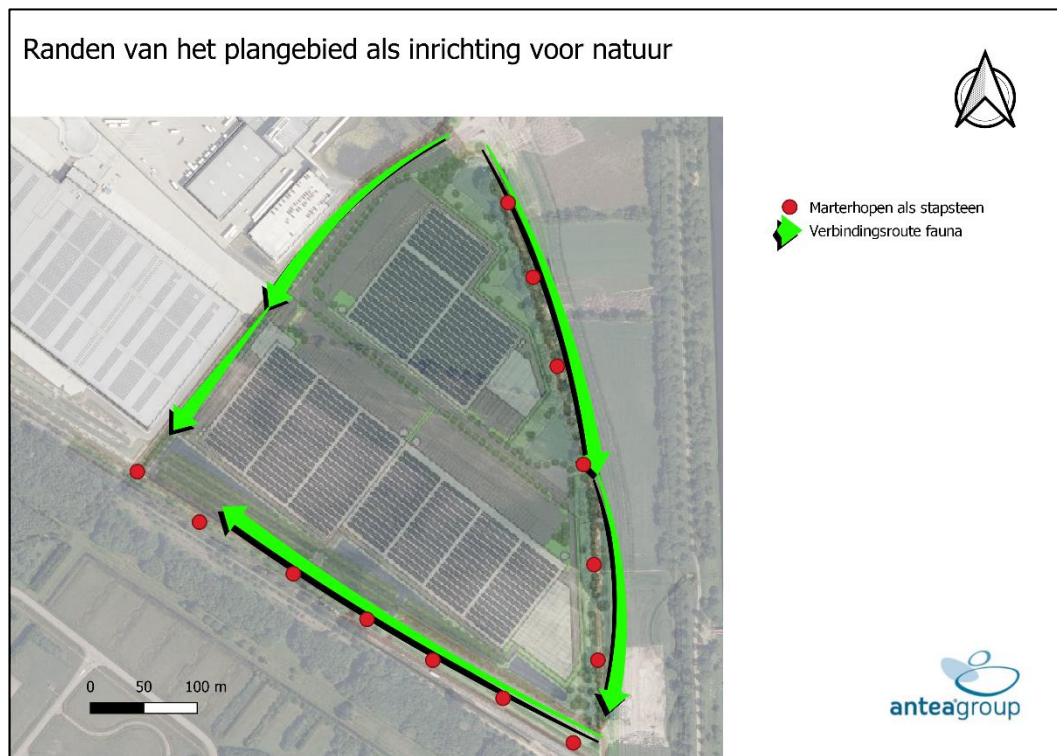 Randen van het plangebied als inrichting voor natuur
Marterhopen als stapsteen
Verbindingsroute fauna
0 50 100 m
anteagroup